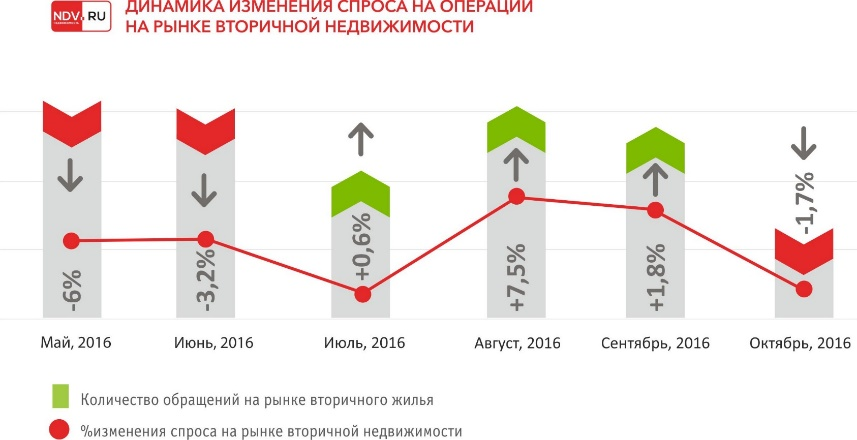 NDV.RU
ДИНАМИКА ИЗМЕНЕНИЯ СПРОСА НА ОПЕРАЦИИ
НА РЫНКЕ ВТОРИЧНОЙ НЕДВИЖИМОСТИ
-6%
-3,2%
+0,6%
+7,5%
+1,8%
-1,7%
Май, 2016
Июнь, 2016
Июль, 2016
Август, 2016
Сентябрь, 2016
Октябрь, 2016
Количество обращений на рынке вторичного жилья
%изменения спроса на рынке вторичной недвижимости